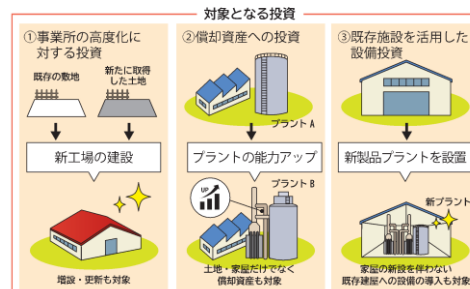 対象となる投資
①事業所の高度化に
対する投資
既存の敷地
新たに取得
した土地
新工場の建設
増設・更新も対象
②償却資産への投資
プラントA
プラントの能力アップ
UP
プラントB
土地・家屋だけでなく
償却資産も対象
③既存施設を活用した
設備投資
新製品プラントを設置
新プラント
家屋の新設を伴わない
既存建屋への設備の導入も対象